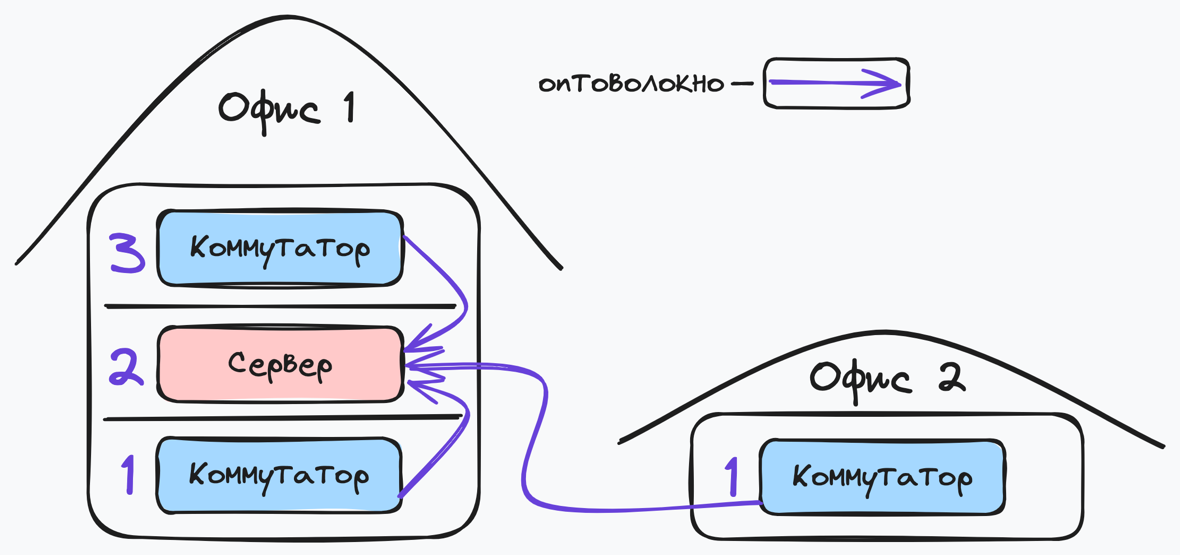 Офис 1
оптоволокно —
3 Коммутатор
2 Сервер
1 Коммутатор
Офис 2
1 Коммутатор